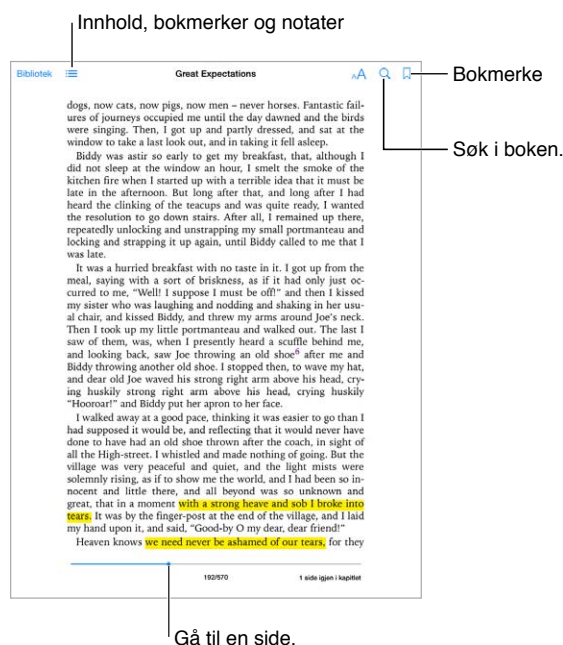 Innhold, bokmerker og notater
Bibliotek
Great Expectations
AA
Bokmerke
Søk i boken.
dogs, now cats, now pigs, now men – never horses. Fantastic fail-
ures of journeys occupied me until the day dawned and the birds
were singing. Then, I got up and partly dressed, and sat at the
window to take a last look out, and in taking it fell asleep.
Biddy was astir so early to get my breakfast, that, although I
did not sleep at the window an hour, I smelt the smoke of the
kitchen fire when I started up with a terrible idea that it must be
late in the afternoon. But long after that, and long after I had
heard the clinking of the teacups and was quite ready, I wanted
the resolution to go down stairs. After all, I remained up there,
repeatedly unlocking and unstrapping my small portmanteau and
locking and strapping it up again, until Biddy called to me that I
was late.
It was a hurried breakfast with no taste in it. I got up from the
meal, saying with a sort of briskness, as if it had only just oc-
curred to me, “Well! I suppose I must be off!” and then I kissed
my sister who was laughing and nodding and shaking in her usu-
al chair, and kissed Biddy, and threw my arms around Joe’s neck.
Then I took up my little portmanteau and walked out. The last I
saw of them, was, when I presently heard a scuffle behind me,
and looking back, saw Joe throwing an old shoe6 after me and
Biddy throwing another old shoe. I stopped then, to wave my hat,
and dear old Joe waved his strong right arm above his head, cry-
ing huskily strong right arm above his head, crying huskily
“Hooroar!” and Biddy put her apron to her face.
I walked away at a good pace, thinking it was easier to go than I
had supposed it would be, and reflecting that it would never have
done to have had an old shoe thrown after the coach, in sight of
all the High-street. I whistled and made nothing of going. But the
village was very peaceful and quiet, and the light mists were
solemnly rising, as if to show me the world, and I had been so in-
nocent and little there, and all beyond was so unknown and
great, that in a moment with a strong heave and sob I broke into
tears. It was by the finger-post at the end of the village, and I laid
my hand upon it, and said, “Good-by O my dear, dear friend!”
Heaven knows we need never be ashamed of our tears, for they
192/570
1 side igjen i kapitlet
Gå til en side.